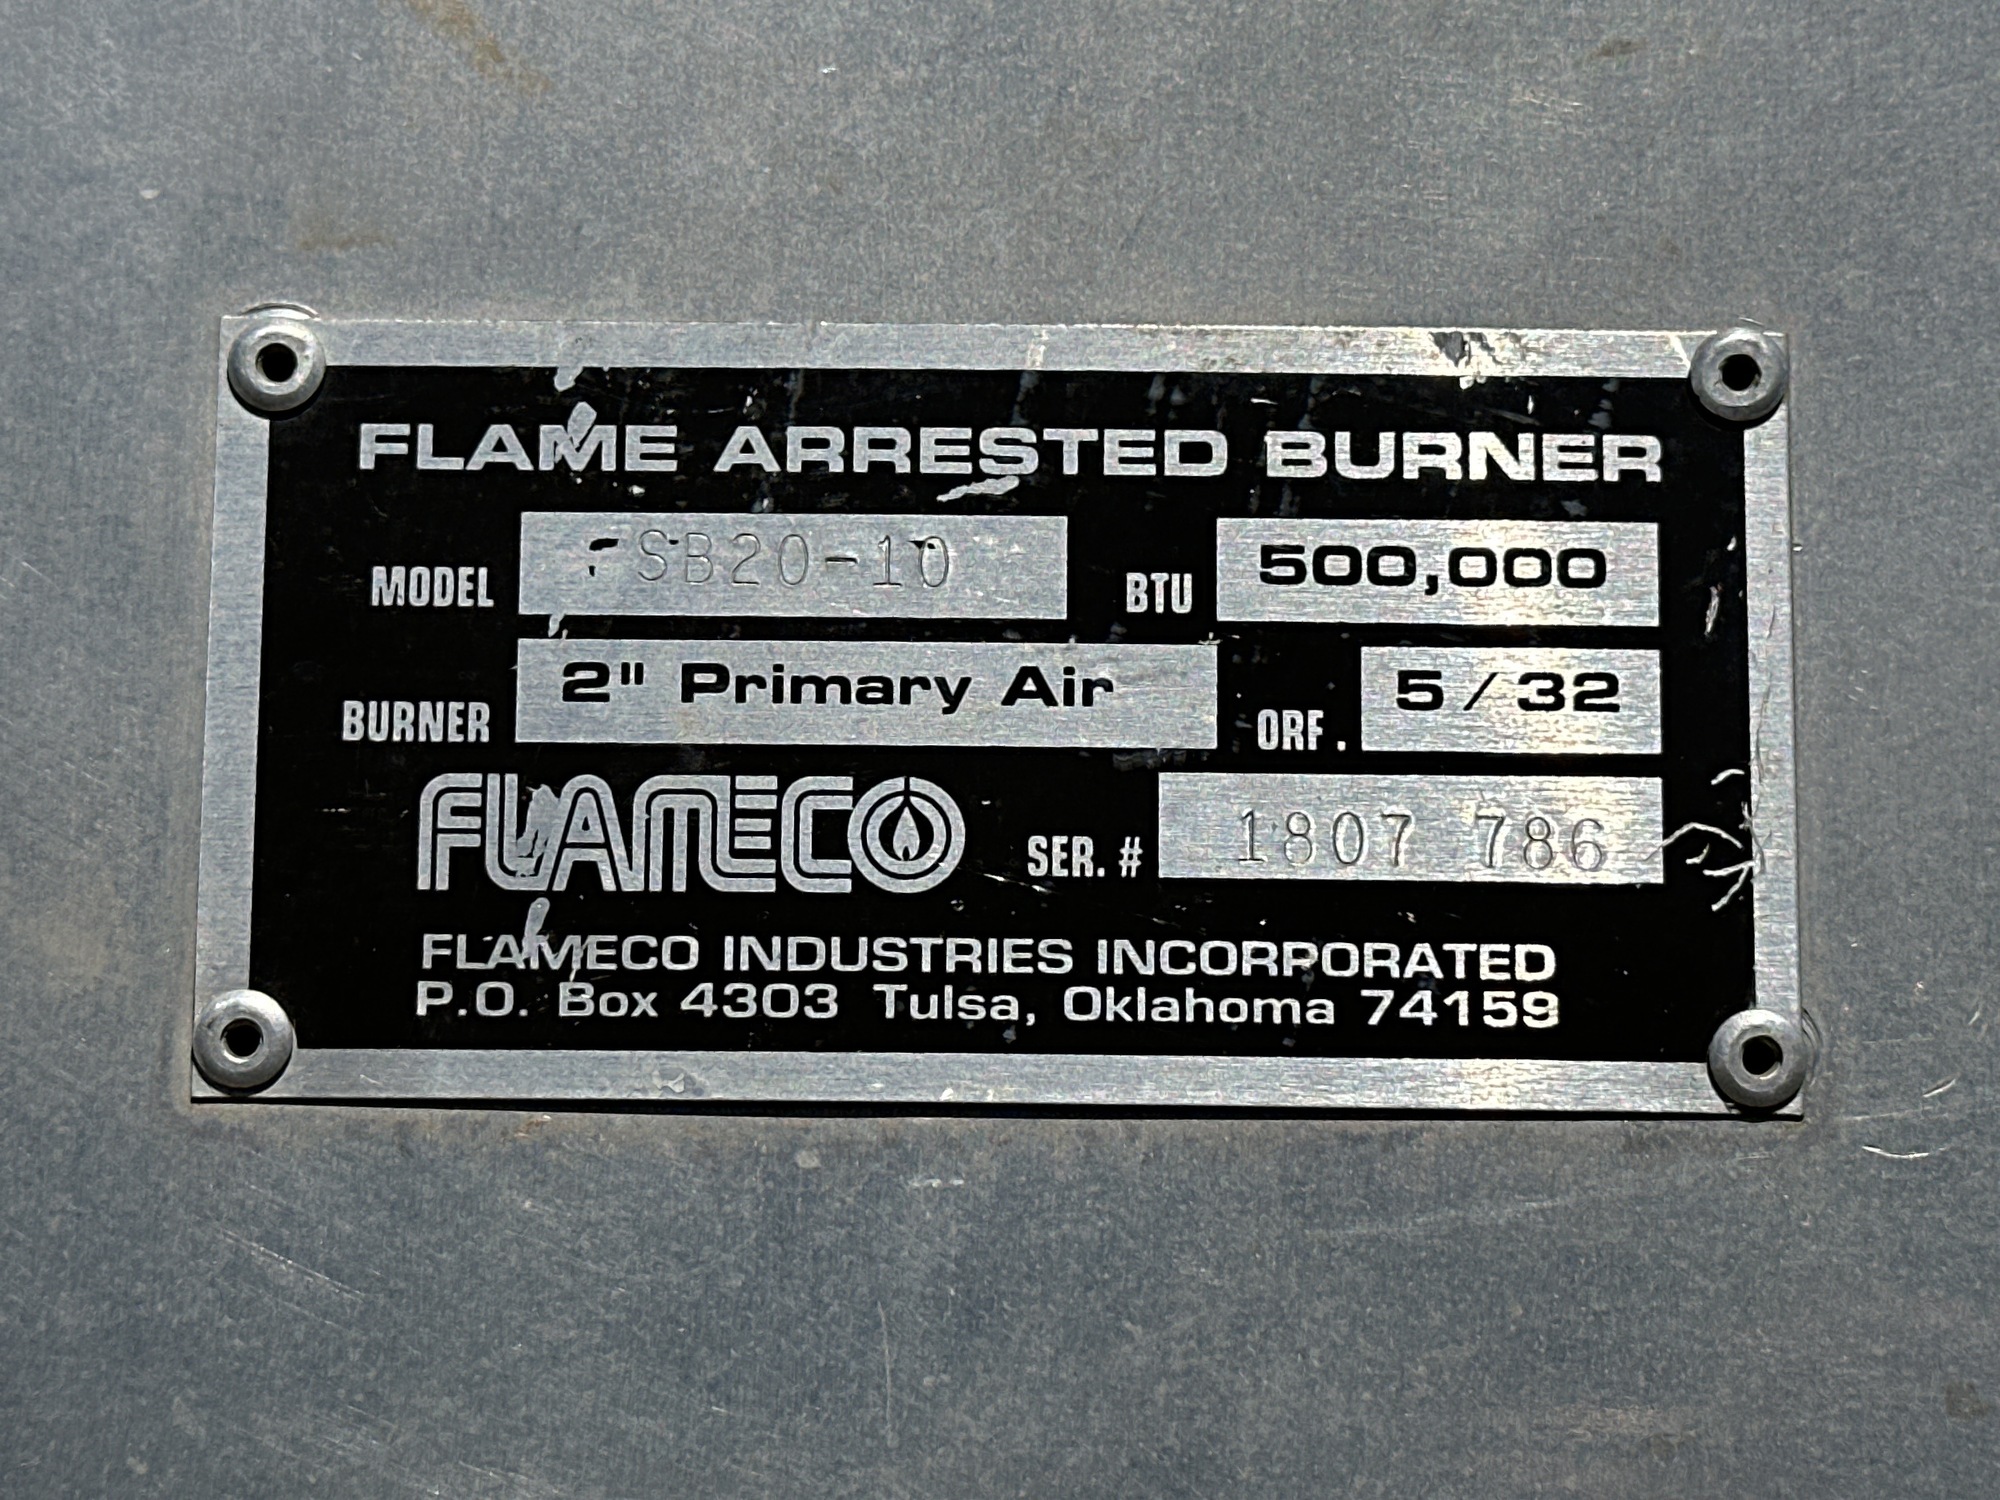 FLAME ARRESTED BURNER
MODEL FSB20-10 BTU 500,000
BURNER 2" Primary Air ORF. 5/32
FLAMECO SER. # 1807 786
FLAMECO INDUSTRIES INCORPORATED
P.O. Box 4303 Tulsa, Oklahoma 74159